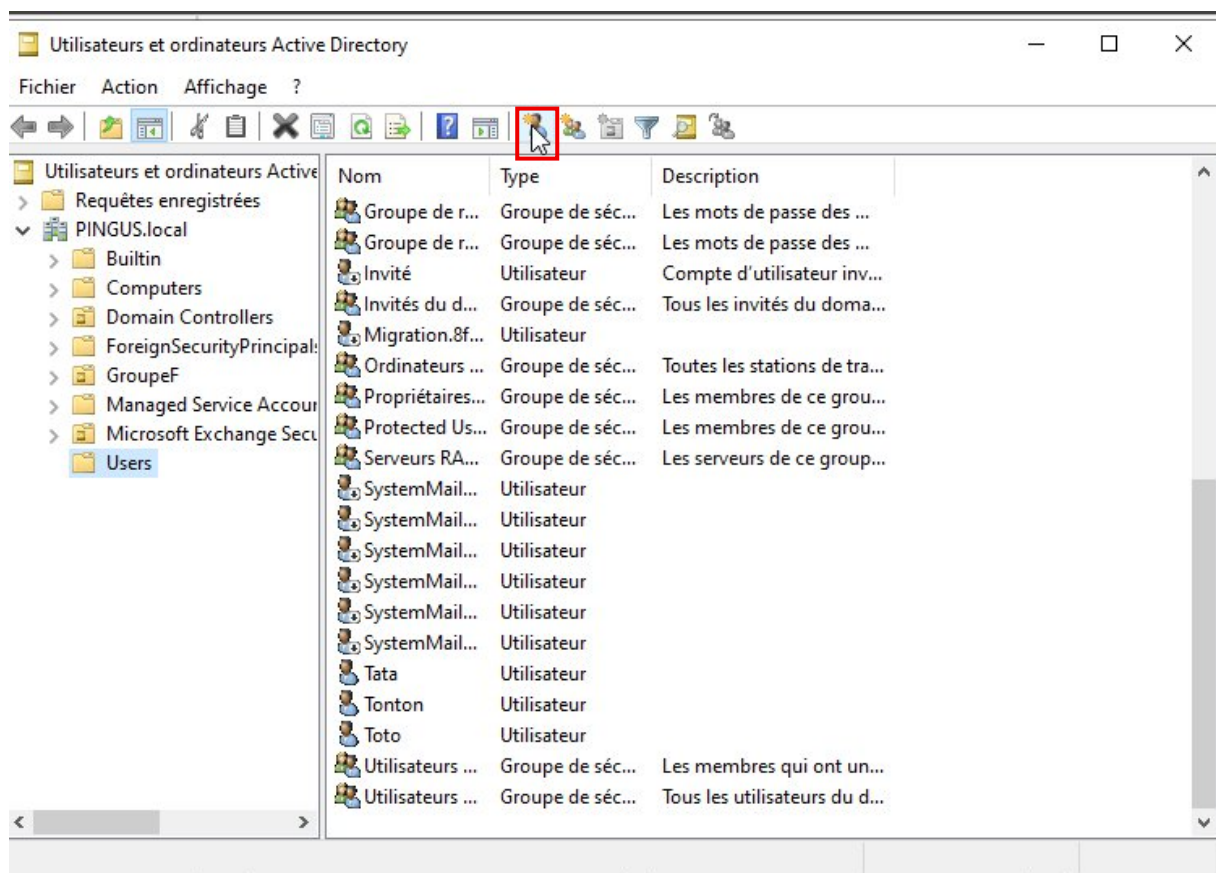 Utilisateurs et ordinateurs Active Directory
Fichier Action Affichage ?
Utilisateurs et ordinateurs Active
Requêtes enregistrées
PINGUS.local
Builtin
Computers
Domain Controllers
ForeignSecurityPrincipals
GroupeF
Managed Service Accour
Microsoft Exchange Secu
Users
Nom Type Description
Groupe de r... Groupe de séc... Les mots de passe des ...
Groupe de r... Groupe de séc... Les mots de passe des ...
Invité Utilisateur Compte d'utilisateur inv...
Invités du d... Groupe de séc... Tous les invités du doma...
Migration.8f... Utilisateur
Ordinateurs ... Groupe de séc... Toutes les stations de tra...
Propriétaires... Groupe de séc... Les membres de ce grou...
Protected Us... Groupe de séc... Les membres de ce grou...
Serveurs RA... Groupe de séc... Les serveurs de ce group...
SystemMail... Utilisateur
SystemMail... Utilisateur
SystemMail... Utilisateur
SystemMail... Utilisateur
SystemMail... Utilisateur
SystemMail... Utilisateur
Tata Utilisateur
Tonton Utilisateur
Toto Utilisateur
Utilisateurs ... Groupe de séc... Les membres qui ont un...
Utilisateurs ... Groupe de séc... Tous les utilisateurs du d...